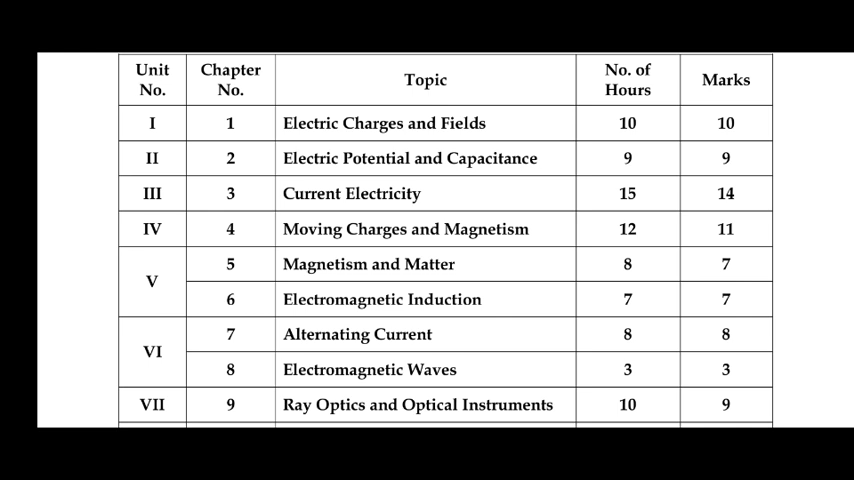 Unit No. Chapter No. Topic No. of Hours Marks
I 1 Electric Charges and Fields 10 10
II 2 Electric Potential and Capacitance 9 9
III 3 Current Electricity 15 14
IV 4 Moving Charges and Magnetism 12 11
V 5 Magnetism and Matter 8 7
6 Electromagnetic Induction 7 7
VI 7 Alternating Current 8 8
8 Electromagnetic Waves 3 3
VII 9 Ray Optics and Optical Instruments 10 9